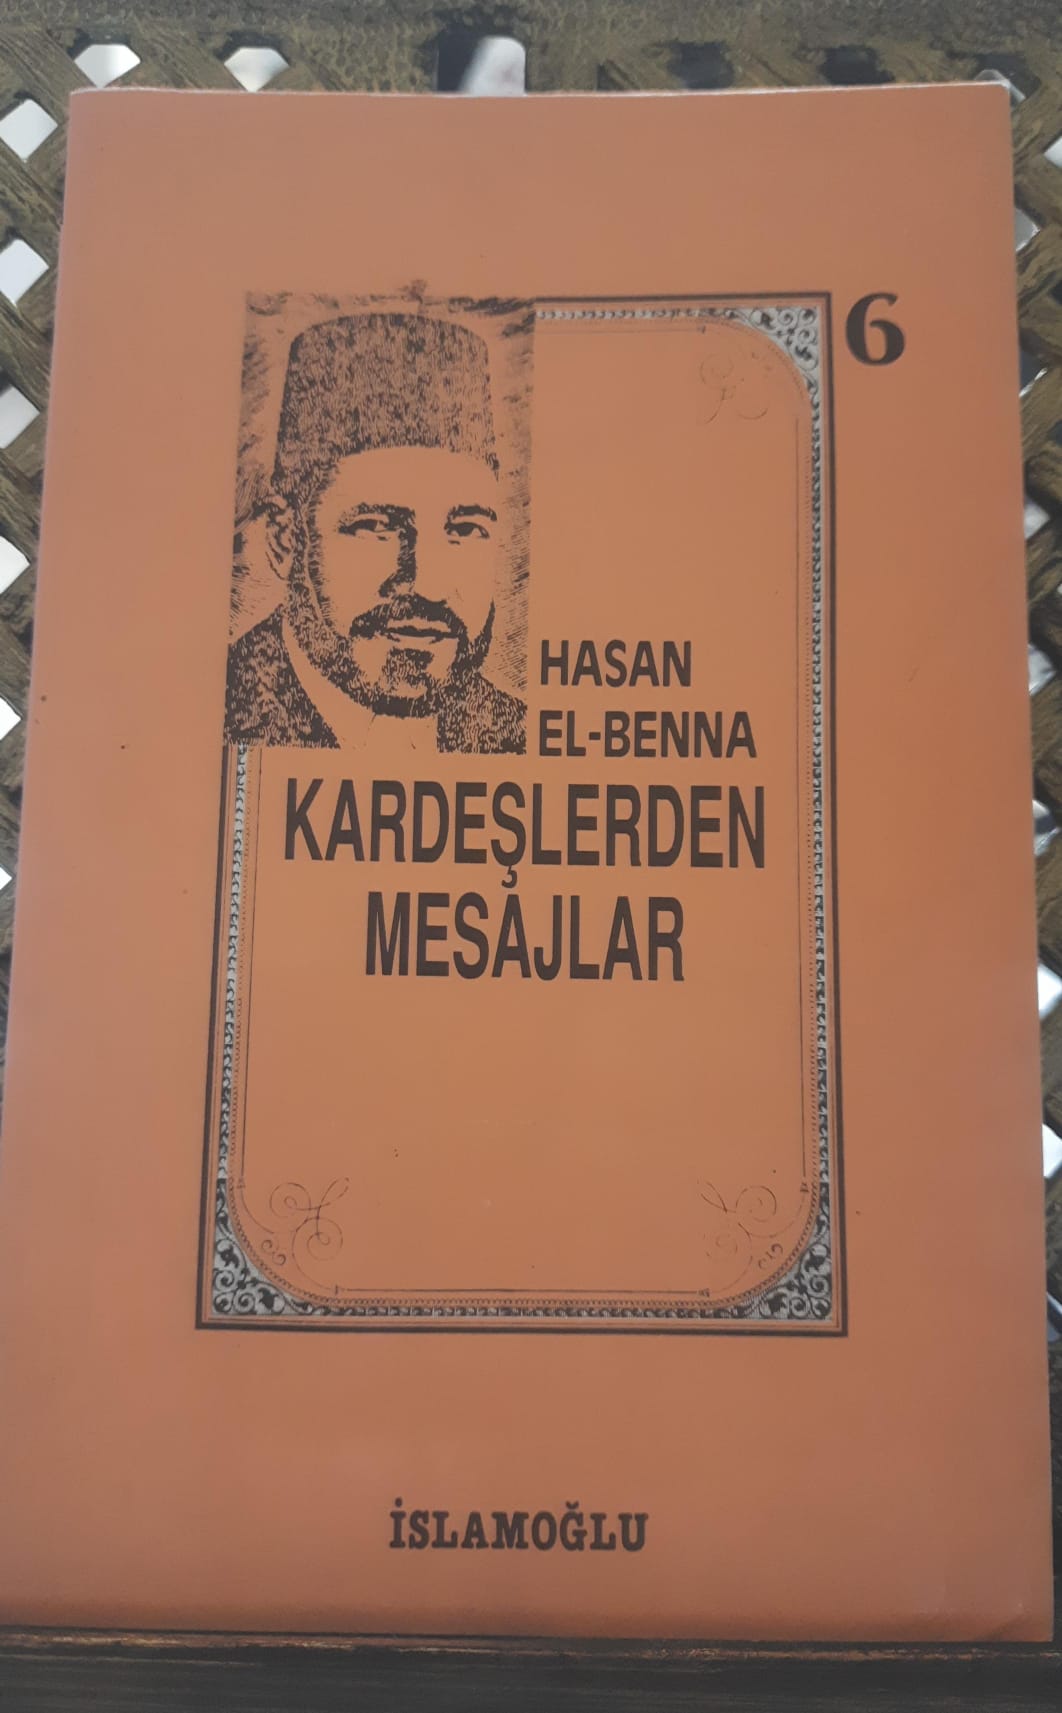 6
HASAN
EL-BENNA
KARDEŞLERDEN
MESAJLAR
İSLAMOĞLU